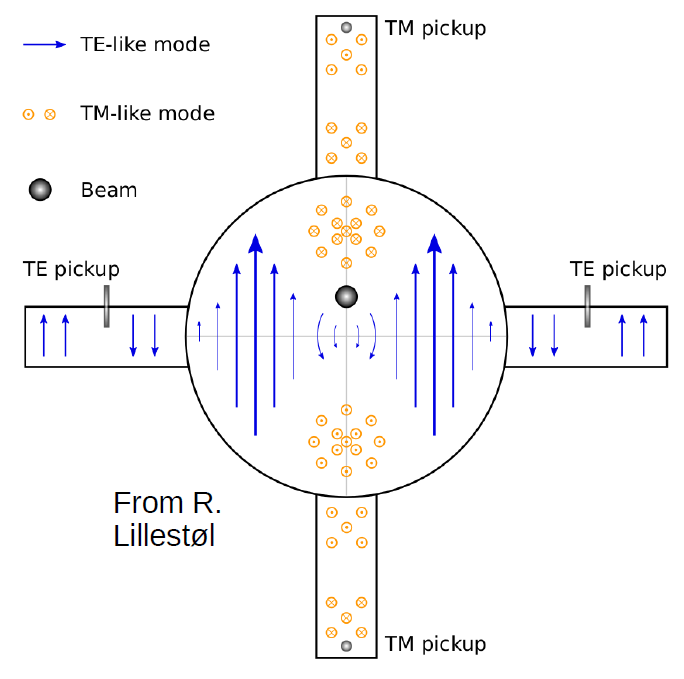 TE-like mode
TM pickup
TM-like mode
Beam
TE pickup
TE pickup
From R.
Lillestøl
TM pickup